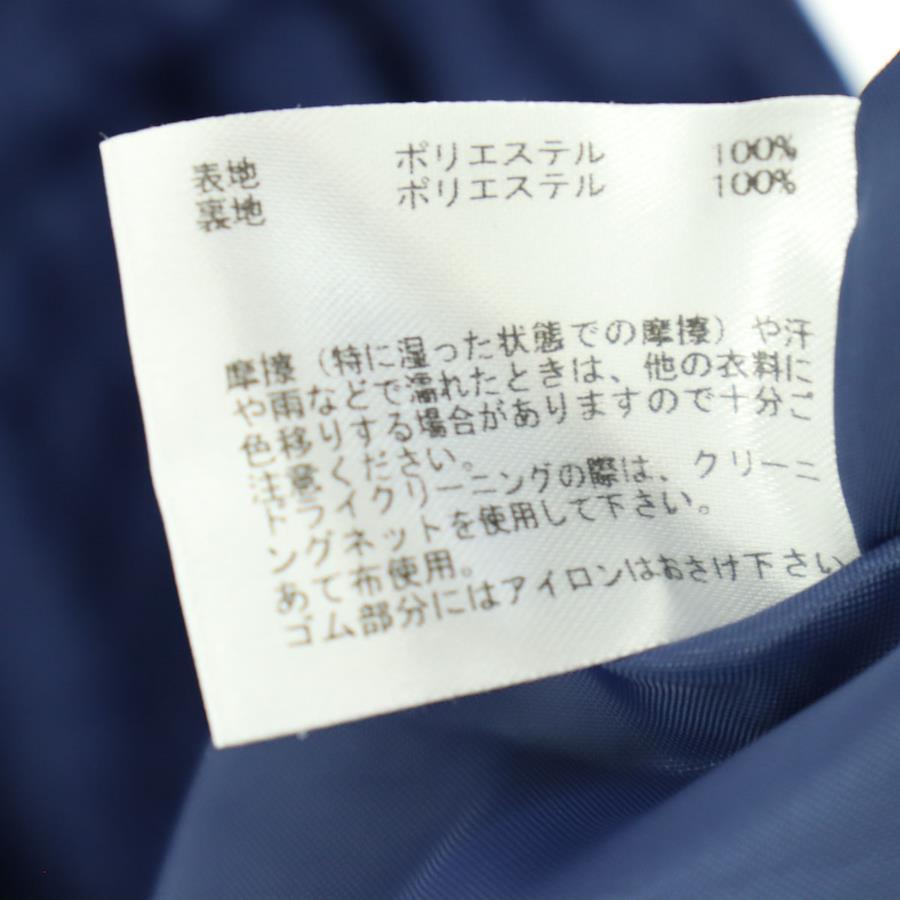 表地 ポリエステル 100%
裏地 ポリエステル 100%
摩擦（特に湿った状態での摩擦）や汗
や雨などで濡れたときは、他の衣料に
色移りする場合がありますので十分ご
注意ください。
ドライクリーニングの際は、クリーニ
ングネットを使用して下さい。
あて布使用。
ゴム部分にはアイロンはおさけ下さい